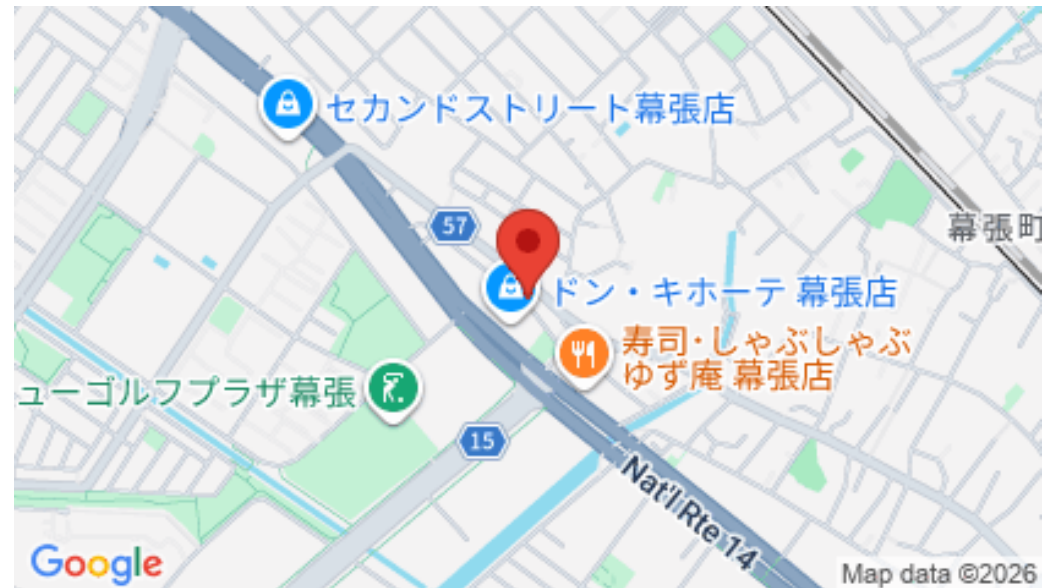 セカンドストリート幕張店
57
幕張町
ドン・キホーテ 幕張店
寿司・しゃぶしゃぶ
ゆず庵 幕張店
ューゴルフプラザ幕張
15
Nat'l Rte 14
Google
Map data ©2026